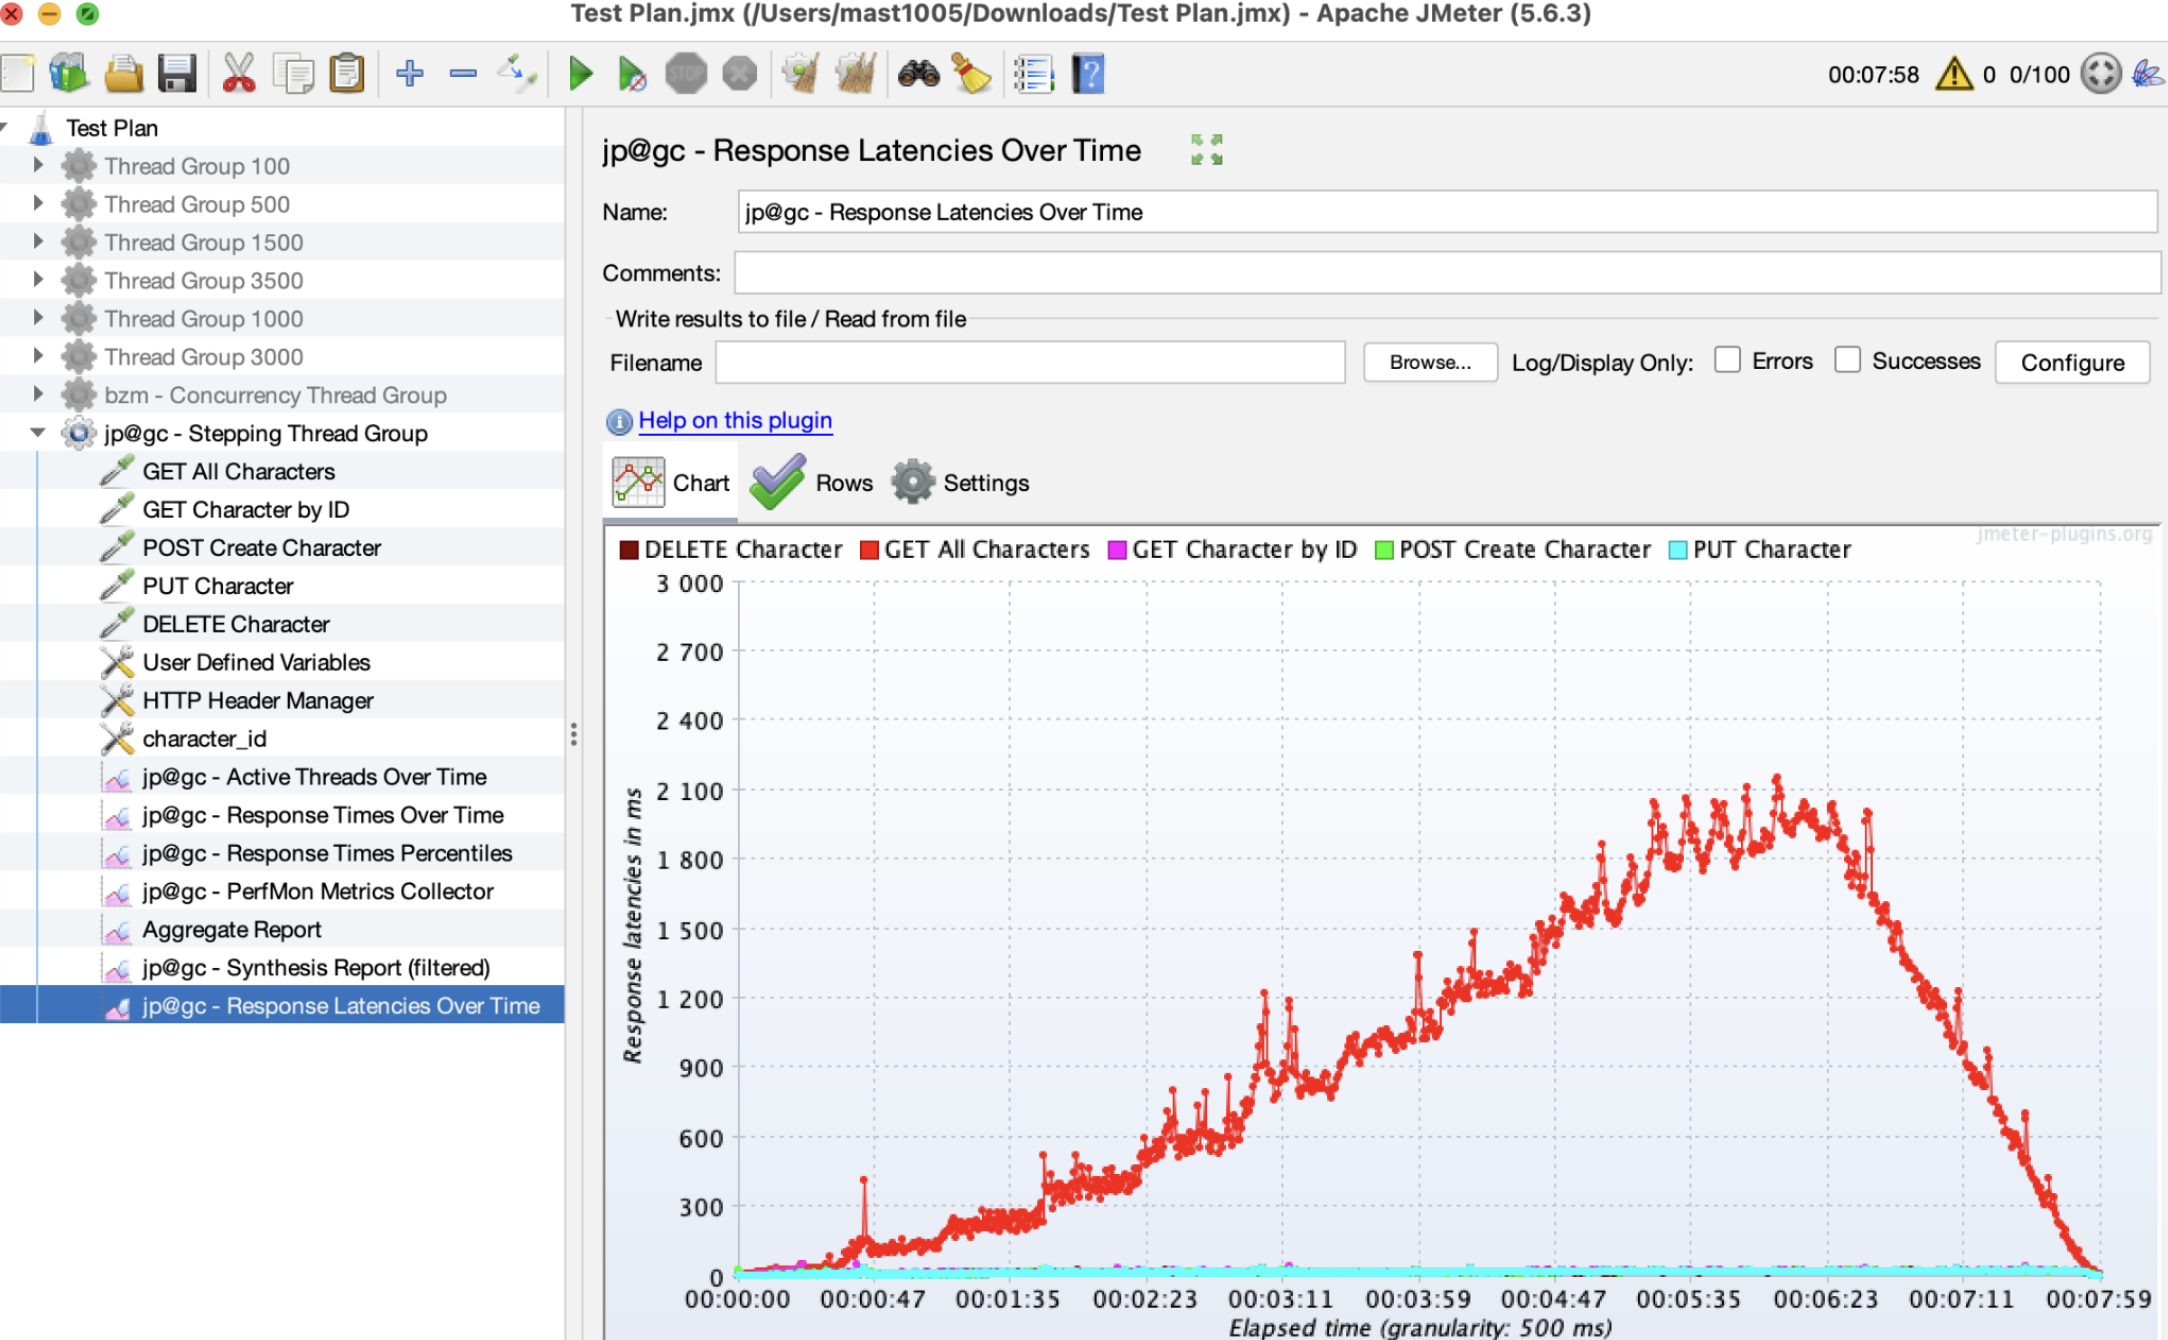 Test Plan.jmx (/Users/mast1005/Downloads/Test Plan.jmx) - Apache JMeter (5.6.3)
STOP
?
00:07:58
0
0/100
Test Plan
Thread Group 100
Thread Group 500
Thread Group 1500
Thread Group 3500
Thread Group 1000
Thread Group 3000
bzm - Concurrency Thread Group
jp@gc - Stepping Thread Group
GET All Characters
GET Character by ID
POST Create Character
PUT Character
DELETE Character
User Defined Variables
HTTP Header Manager
character_id
jp@gc - Active Threads Over Time
jp@gc - Response Times Over Time
jp@gc - Response Times Percentiles
jp@gc - PerfMon Metrics Collector
Aggregate Report
jp@gc - Synthesis Report (filtered)
jp@gc - Response Latencies Over Time
jp@gc - Response Latencies Over Time
Name: jp@gc - Response Latencies Over Time
Comments:
Write results to file / Read from file
Filename Browse... Log/Display Only: Errors Successes Configure
Help on this plugin
Chart Rows Settings
jmeter-plugins.org
DELETE Character GET All Characters GET Character by ID POST Create Character PUT Character
3 000
2 700
2 400
2 100
1 800
1 500
1 200
900
600
300
0
Response latencies in ms
00:00:00 00:00:47 00:01:35 00:02:23 00:03:11 00:03:59 00:04:47 00:05:35 00:06:23 00:07:11 00:07:59
Elapsed time (granularity: 500 ms)